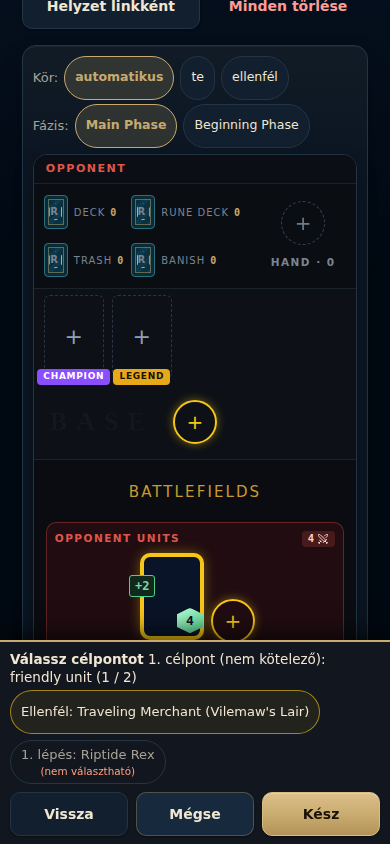 Helyzet linkként Minden törlése
Kör: automatikus te ellenfél
Fázis: Main Phase Beginning Phase
OPPONENT
R DECK 0 R RUNE DECK 0
+
R TRASH 0 R BANISH 0
HAND · 0
+ +
CHAMPION LEGEND
BASE +
BATTLEFIELDS
OPPONENT UNITS 4
+2
4 +
Válassz célpontot 1. célpont (nem kötelező):
friendly unit (1 / 2)
Ellenfél: Traveling Merchant (Vilemaw's Lair)
1. lépés: Riptide Rex
(nem választható)
Vissza Mégse Kész